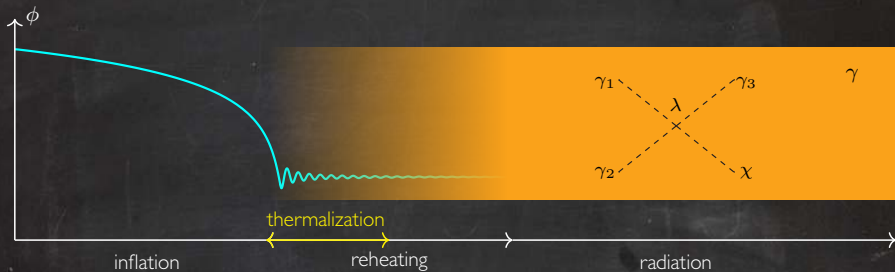 ϕ
γ
γ₁ γ₃
λ
γ₂ χ
thermalization
inflation reheating radiation